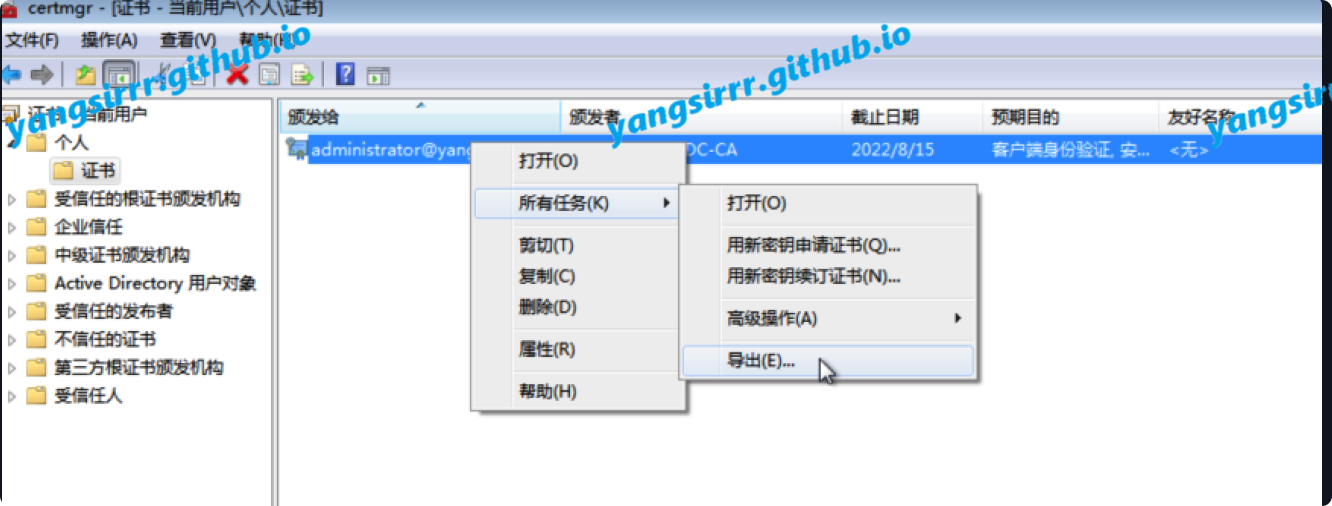 certmgr - [证书 - 当前用户\个人\证书]
文件(F) 操作(A) 查看(V) 帮助(H)
yangsirrr.github.io
yangsirrr.github.io
颁发给 颁发者 截止日期 预期目的 友好名称
证书 当前用户
个人
证书
受信任的根证书颁发机构
企业信任
中级证书颁发机构
Active Directory 用户对象
受信任的发布者
不信任的证书
第三方根证书颁发机构
受信任人
administrator@yang DC-CA 2022/8/15 客户端身份验证, 安... <无>
打开(O)
所有任务(K)
剪切(T)
复制(C)
删除(D)
属性(R)
帮助(H)
打开(O)
用新密钥申请证书(Q)...
用新密钥续订证书(N)...
高级操作(A)
导出(E)...
yangsir